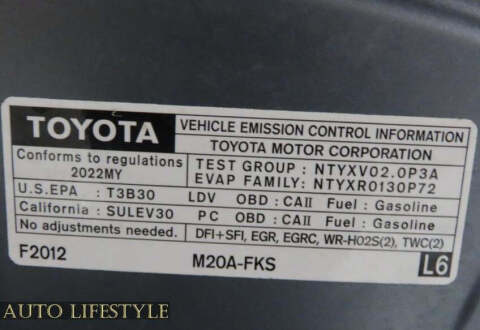 TOYOTA
VEHICLE EMISSION CONTROL INFORMATION
TOYOTA MOTOR CORPORATION
Conforms to regulations
2022MY
TEST GROUP : NTYXV02.0P3A
EVAP FAMILY: NTYXR0130P72
U.S.EPA : T3B30 LDV OBD : CAII Fuel : Gasoline
California : SULEV30 PC OBD : CAII Fuel : Gasoline
No adjustments needed. DFI+SFI, EGR, EGRC, WR-HO2S(2), TWC(2)
F2012 M20A-FKS L6
AUTO LIFESTYLE